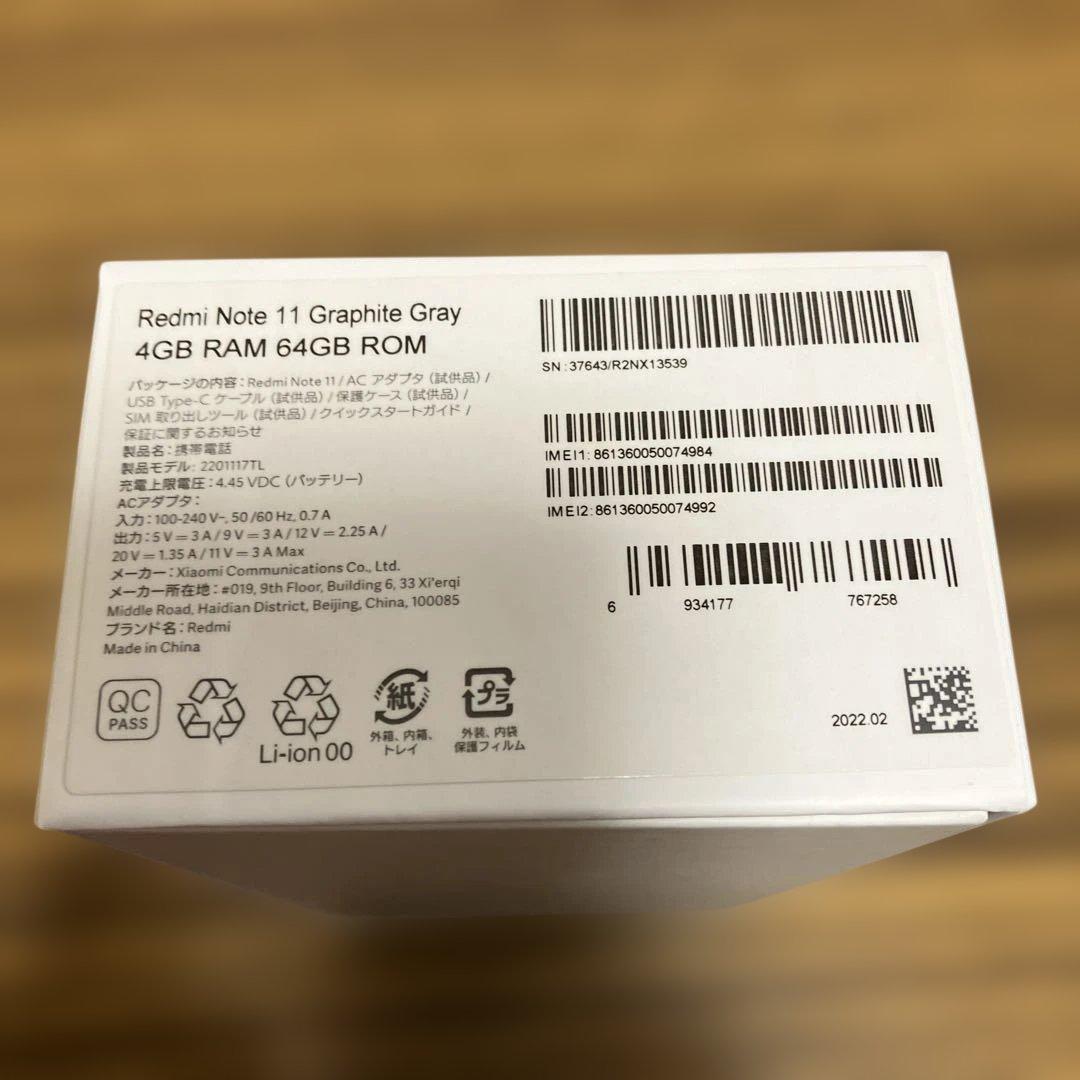 Redmi Note 11 Graphite Gray
4GB RAM 64GB ROM
パッケージの内容：Redmi Note 11 / AC アダプタ（試供品）/
USB Type-C ケーブル（試供品）/ 保護ケース（試供品）/
SIM 取り出しツール（試供品）/ クイックスタートガイド /
保証に関するお知らせ
製品名：携帯電話
製品モデル：2201117TL
充電上限電圧：4.45 VDC（バッテリー）
ACアダプタ：
入力：100-240 V~, 50 /60 Hz, 0.7 A
出力：5 V ⎓ 3 A / 9 V ⎓ 3 A / 12 V ⎓ 2.25 A /
20 V ⎓ 1.35 A / 11 V ⎓ 3 A Max
メーカー：Xiaomi Communications Co., Ltd.
メーカー所在地：#019, 9th Floor, Building 6, 33 Xi'erqi
Middle Road, Haidian District, Beijing, China, 100085
ブランド名：Redmi
Made in China
QC
PASS
Li-ion 00
紙
外箱、内箱、
トレイ
プラ
外装、内袋
保護フィルム
SN：37643/R2NX13539
IMEI1: 861360050074984
IMEI2: 861360050074992
6 934177 767258
2022.02